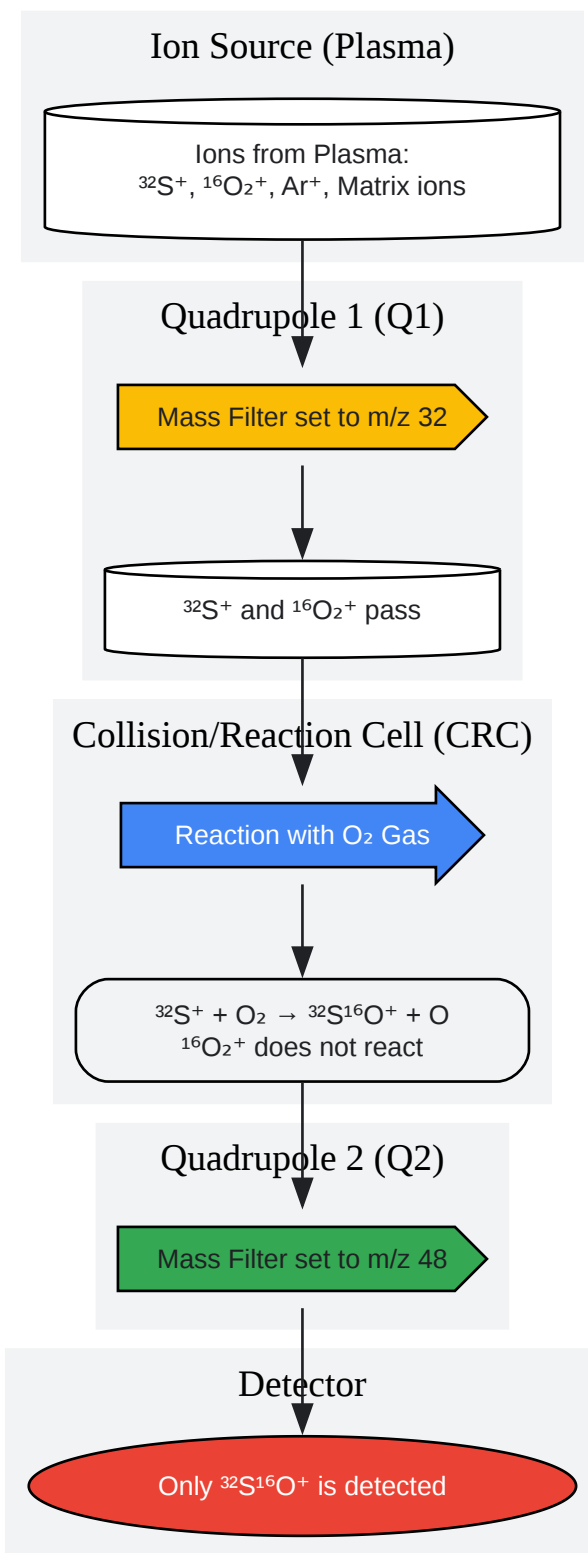 Ion Source (Plasma)
Ions from Plasma:
³²S⁺, ¹⁶O₂⁺, Ar⁺, Matrix ions
Quadrupole 1 (Q1)
Mass Filter set to m/z 32
³²S⁺ and ¹⁶O₂⁺ pass
Collision/Reaction Cell (CRC)
Reaction with O₂ Gas
³²S⁺ + O₂ → ³²S¹⁶O⁺ + O
¹⁶O₂⁺ does not react
Quadrupole 2 (Q2)
Mass Filter set to m/z 48
Detector
Only ³²S¹⁶O⁺ is detected